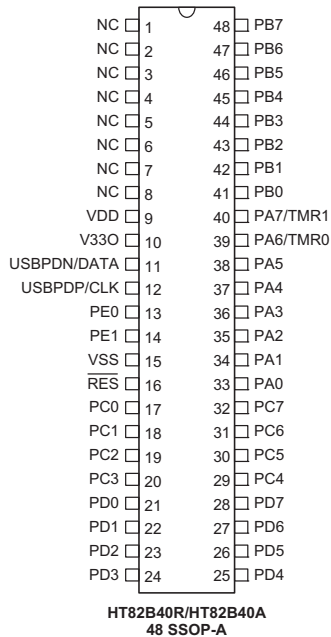 NC 1 48 PB7
NC 2 47 PB6
NC 3 46 PB5
NC 4 45 PB4
NC 5 44 PB3
NC 6 43 PB2
NC 7 42 PB1
NC 8 41 PB0
VDD 9 40 PA7/TMR1
V33O 10 39 PA6/TMR0
USBPDN/DATA 11 38 PA5
USBPDP/CLK 12 37 PA4
PE0 13 36 PA3
PE1 14 35 PA2
VSS 15 34 PA1
RES 16 33 PA0
PC0 17 32 PC7
PC1 18 31 PC6
PC2 19 30 PC5
PC3 20 29 PC4
PD0 21 28 PD7
PD1 22 27 PD6
PD2 23 26 PD5
PD3 24 25 PD4
HT82B40R/HT82B40A
48 SSOP-A